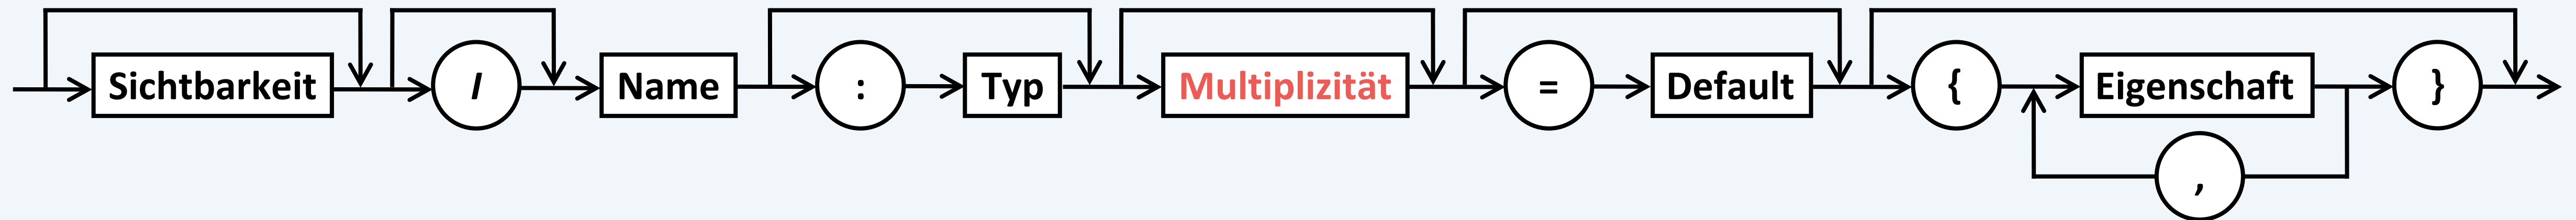 Sichtbarkeit / Name : Typ Multiplizität = Default { Eigenschaft }
,